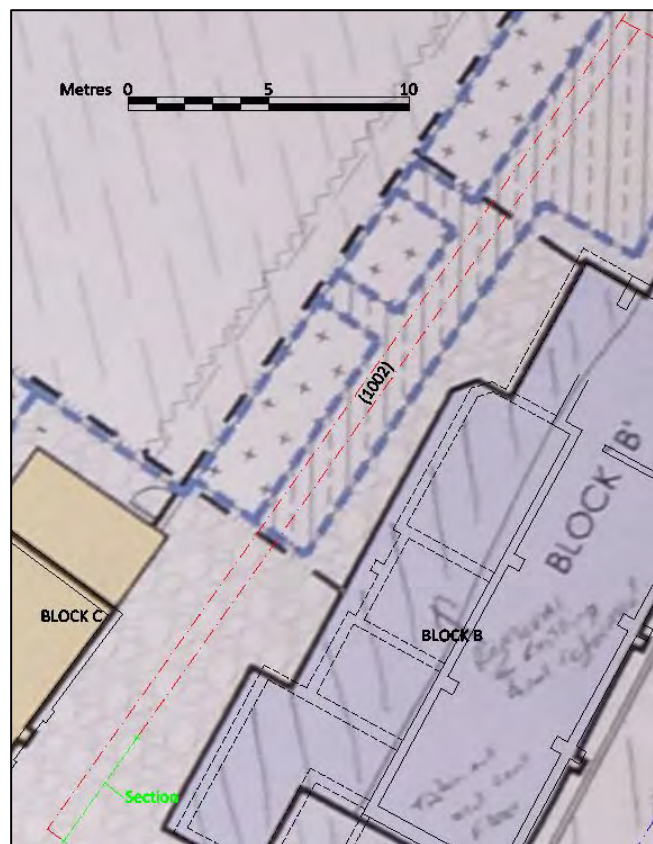 Metres 0 5 10
(1002)
BLOCK 'B'
BLOCK C
BLOCK B
Section